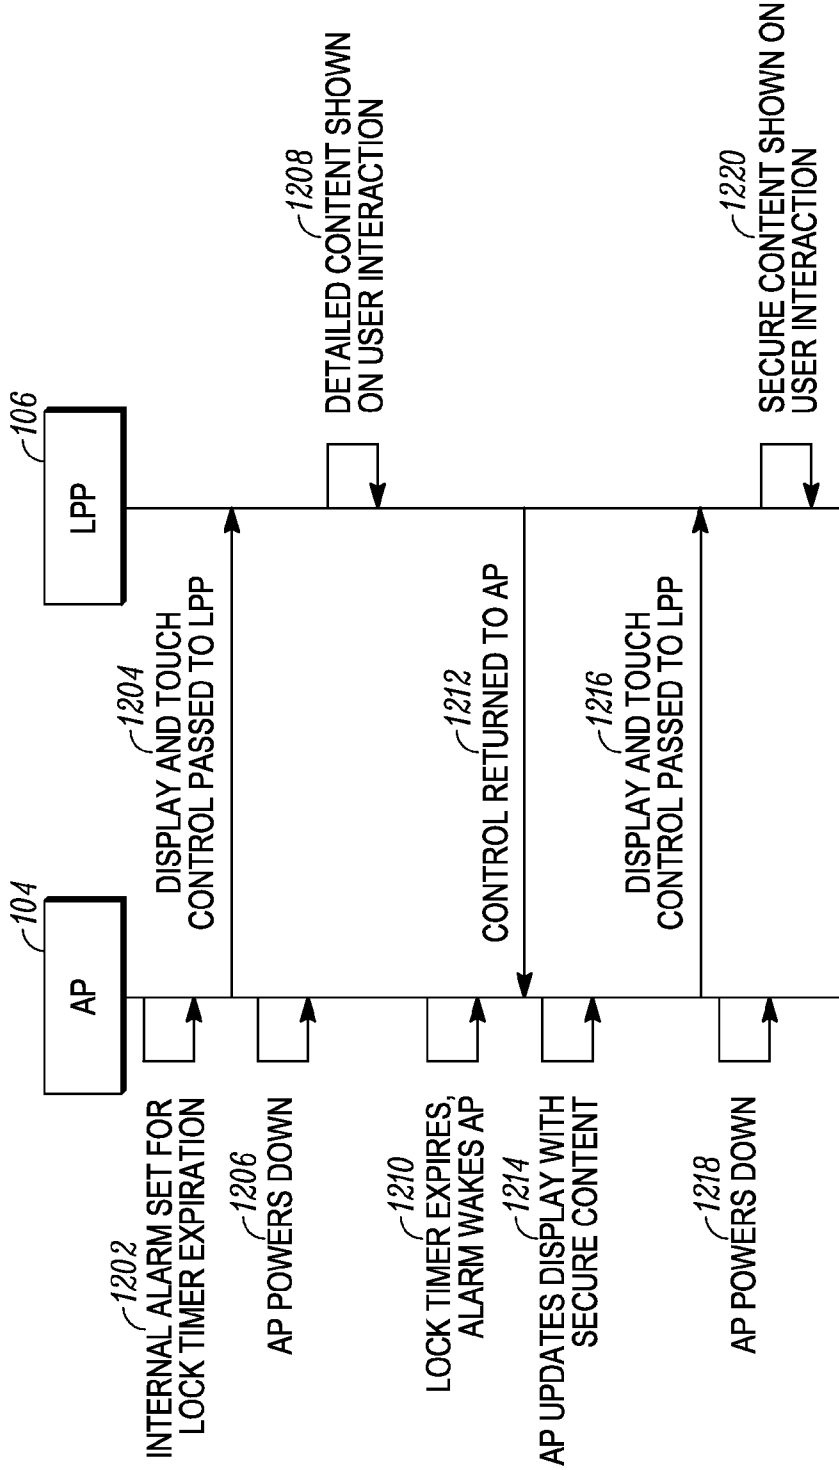 104
AP
106
LPP
1202
INTERNAL ALARM SET FOR
LOCK TIMER EXPIRATION
1204
DISPLAY AND TOUCH
CONTROL PASSED TO LPP
1206
AP POWERS DOWN
1208
DETAILED CONTENT SHOWN
ON USER INTERACTION
1210
LOCK TIMER EXPIRES,
ALARM WAKES AP
1212
CONTROL RETURNED TO AP
1214
AP UPDATES DISPLAY WITH
SECURE CONTENT
1216
DISPLAY AND TOUCH
CONTROL PASSED TO LPP
1218
AP POWERS DOWN
1220
SECURE CONTENT SHOWN ON
USER INTERACTION